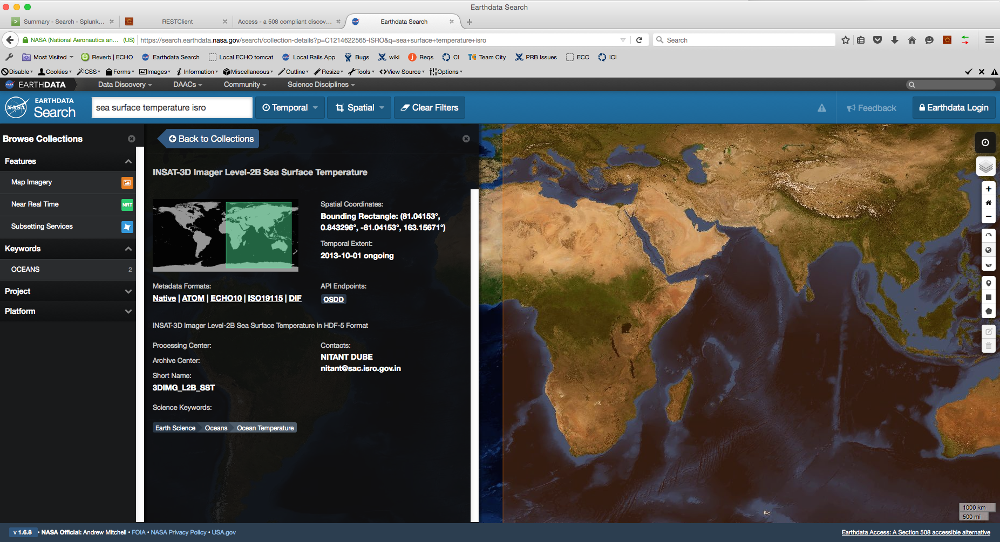 Earthdata Search
Summary - Search - Splunk...
RESTClient
Access - a 508 compliant discov...
Earthdata Search
NASA (National Aeronautics an... (US)
https://search.earthdata.nasa.gov/search/collection-details?p=C1214622565-ISRO&q=sea+surface+temperature+isro
Search
Most Visited
Reverb | ECHO
Earthdata Search
Local ECHO tomcat
Local Rails App
Bugs
wiki
Reqs
CI
Team City
PRB Issues
ECC
ICI
Disable
Cookies
CSS
Forms
Images
Information
Miscellaneous
Outline
Resize
Tools
View Source
Options
EARTHDATA
Data Discovery
DAACs
Community
Science Disciplines
NASA
EARTHDATA
Search
sea surface temperature isro
Temporal
Spatial
Clear Filters
Feedback
Earthdata Login
Browse Collections
Features
Map Imagery
Near Real Time
NRT
Subsetting Services
Keywords
OCEANS 2
Project
Platform
Back to Collections
INSAT-3D Imager Level-2B Sea Surface Temperature
Spatial Coordinates:
Bounding Rectangle: (81.04153°,
0.843296°, -81.04153°, 163.15671°)
Temporal Extent:
2013-10-01 ongoing
Metadata Formats:
Native | ATOM | ECHO10 | ISO19115 | DIF
API Endpoints:
OSDD
INSAT-3D Imager Level-2B Sea Surface Temperature in HDF-5 Format
Processing Center:
Archive Center:
Short Name:
3DIMG_L2B_SST
Contacts:
NITANT DUBE
nitant@sac.isro.gov.in
Science Keywords:
Earth Science
Oceans
Ocean Temperature
1000 km
500 mi
v 1.6.8 • NASA Official: Andrew Mitchell • FOIA • NASA Privacy Policy • USA.gov
Earthdata Access: A Section 508 accessible alternative